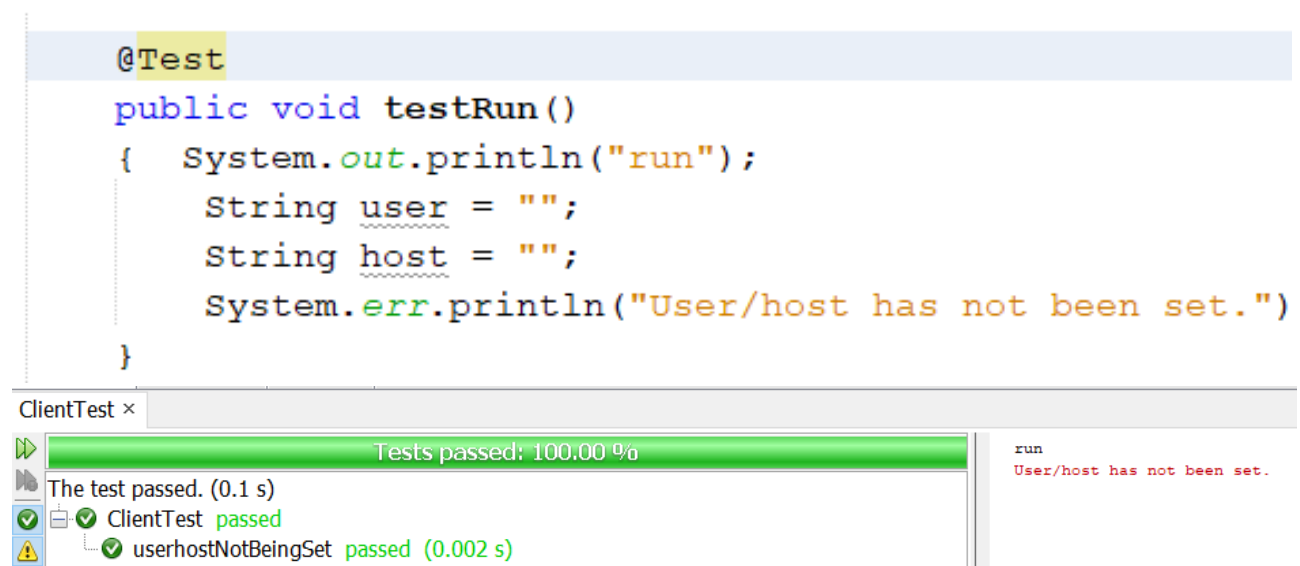 @Test
public void testRun()
{  System.out.println("run");
String user = "";
String host = "";
System.err.println("User/host has not been set.")
}
ClientTest ×
Tests passed: 100.00 %
The test passed. (0.1 s)
ClientTest passed
userhostNotBeingSet passed (0.002 s)
run
User/host has not been set.